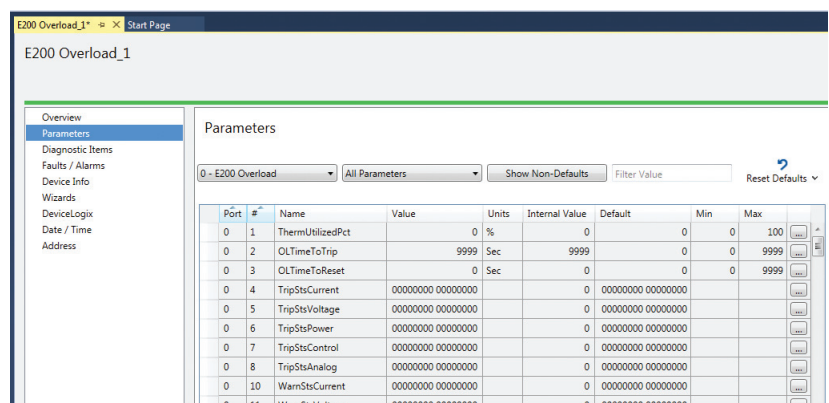 E200 Overload_1* Start Page
E200 Overload_1
Overview
Parameters
Diagnostic Items
Faults / Alarms
Device Info
Wizards
DeviceLogix
Date / Time
Address
Parameters
0 - E200 Overload All Parameters Show Non-Defaults Filter Value Reset Defaults
Port # Name Value Units Internal Value Default Min Max
0 1 ThermUtilizedPct 0 % 0 0 0 100 ...
0 2 OLTimeToTrip 9999 Sec 9999 0 0 9999 ...
0 3 OLTimeToReset 0 Sec 0 0 0 9999 ...
0 4 TripStsCurrent 00000000 00000000 0 00000000 00000000 ...
0 5 TripStsVoltage 00000000 00000000 0 00000000 00000000 ...
0 6 TripStsPower 00000000 00000000 0 00000000 00000000 ...
0 7 TripStsControl 00000000 00000000 0 00000000 00000000 ...
0 8 TripStsAnalog 00000000 00000000 0 00000000 00000000 ...
0 10 WarnStsCurrent 00000000 00000000 0 00000000 00000000 ...